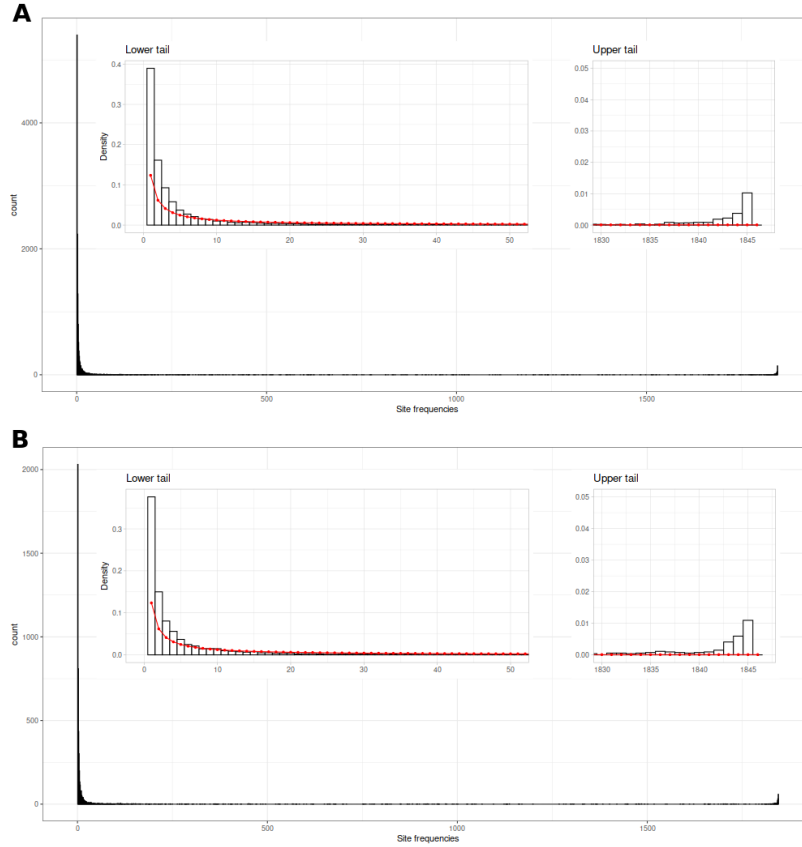 A
Lower tail
Upper tail
0.4
0.3
0.2
0.1
0.0
Density
0 10 20 30 40 50
0.05
0.04
0.03
0.02
0.01
0.00
1830 1835 1840 1845
4000
2000
0
count
0 500 1000 1500
Site frequencies
B
Lower tail
Upper tail
0.3
0.2
0.1
0.0
Density
0 10 20 30 40 50
0.05
0.04
0.03
0.02
0.01
0.00
1830 1835 1840 1845
2000
1500
1000
500
0
count
0 500 1000 1500
Site frequencies